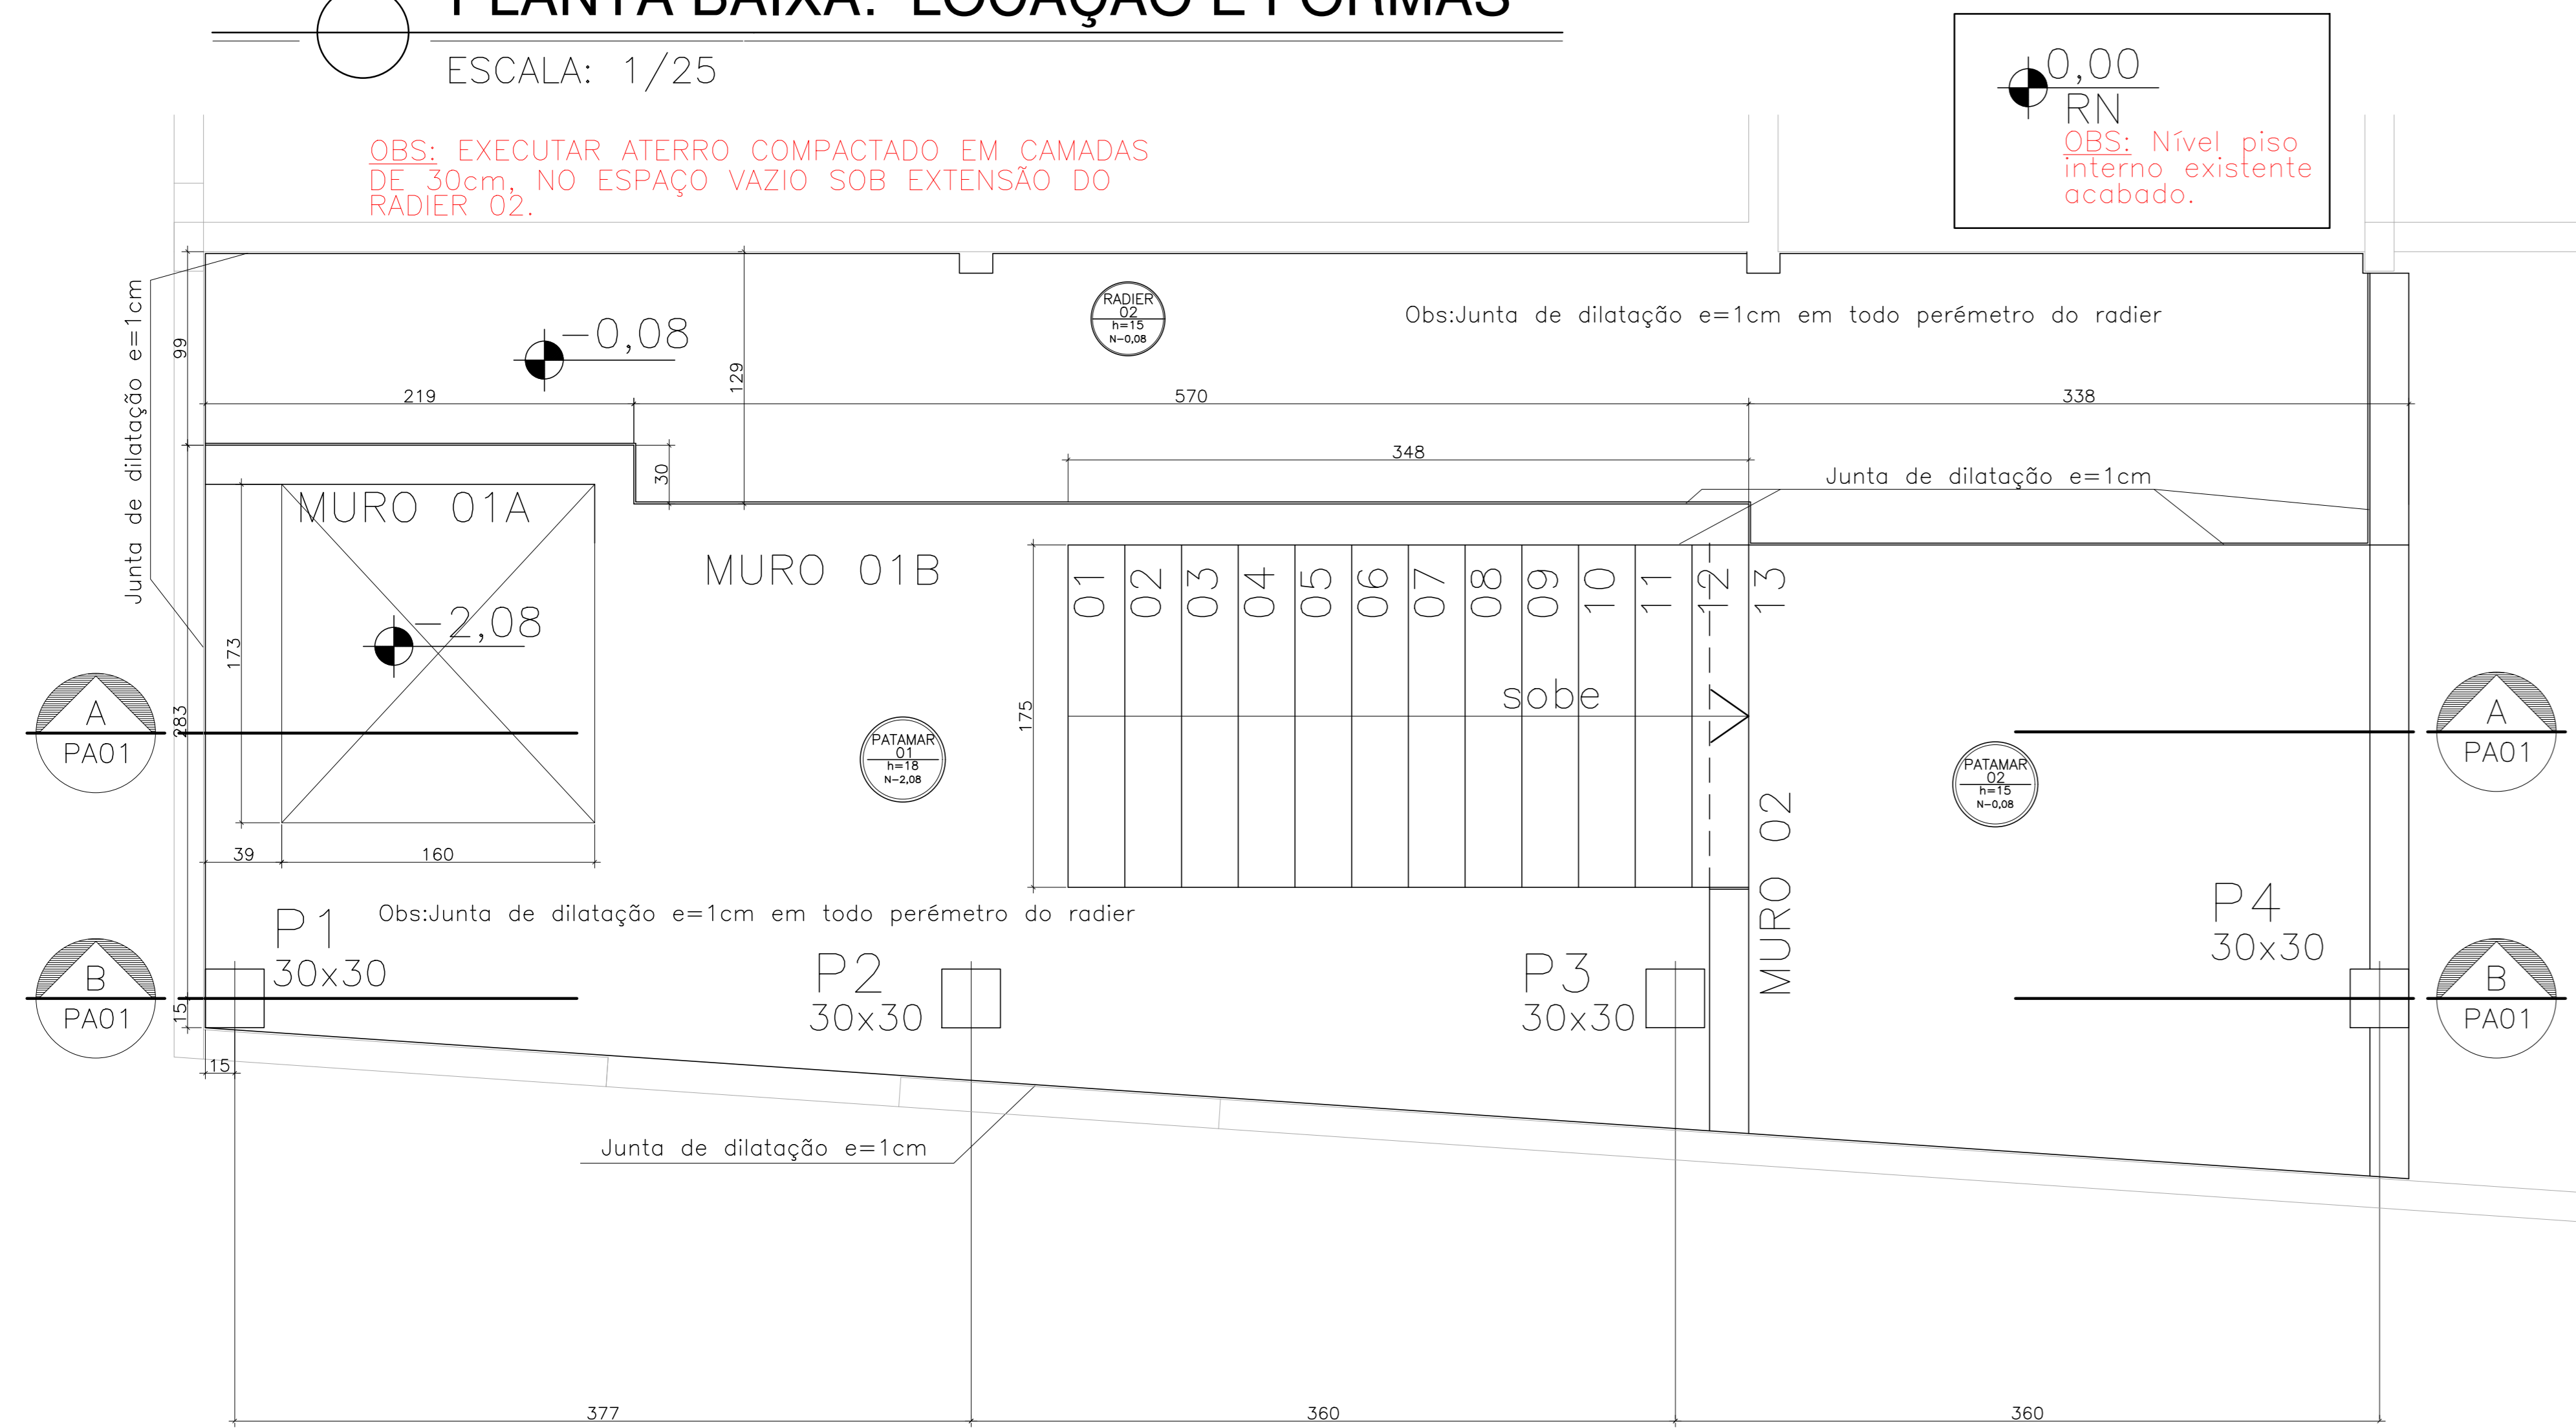 PLANTA BAIXA: LOCAÇÃO E FORMAS
ESCALA: 1/25
0,00
RN
OBS: Nível piso
interno existente
acabado.
OBS: EXECUTAR ATERRO COMPACTADO EM CAMADAS
DE 30cm, NO ESPAÇO VAZIO SOB EXTENSÃO DO
RADIER 02.
Junta de dilatação e=1cm
99
-0,08
129
RADIER
02
h=15
N-0,08
Obs:Junta de dilatação e=1cm em todo perémetro do radier
219
570
338
30
348
Junta de dilatação e=1cm
MURO 01A
MURO 01B
-2,08
173
283
175
01
02
03
04
05
06
07
08
09
10
11
12
13
sobe
A
PA01
A
PA01
PATAMAR
01
h=18
N-2,08
PATAMAR
02
h=15
N-0,08
MURO 02
39
160
Obs:Junta de dilatação e=1cm em todo perémetro do radier
P1
30x30
P2
30x30
P3
30x30
P4
30x30
B
PA01
B
PA01
15
15
Junta de dilatação e=1cm
377
360
360